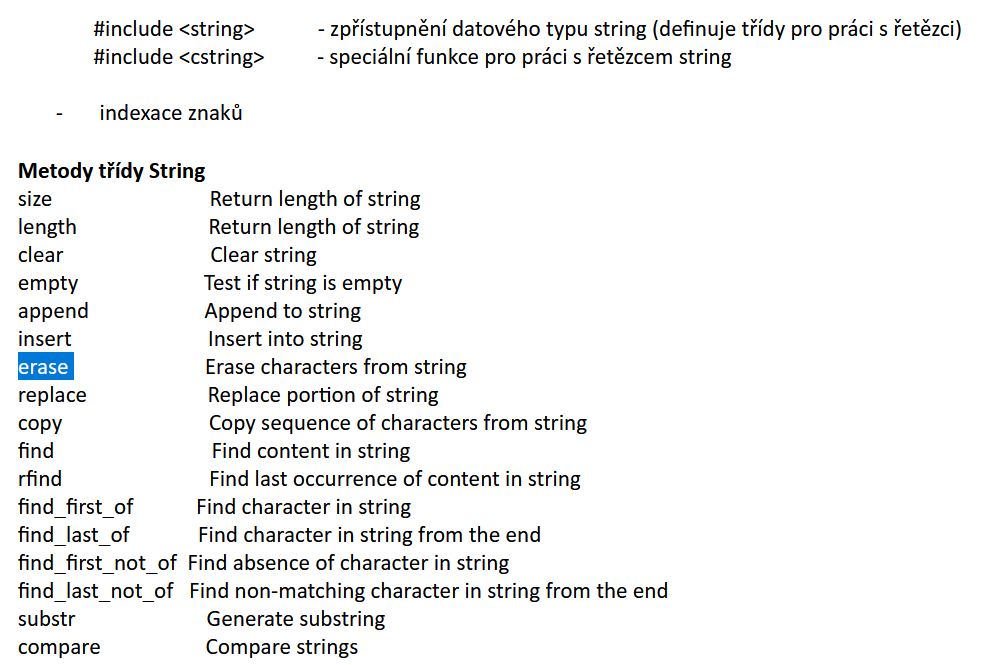 #include <string> - zpřístupnění datového typu string (definuje třídy pro práci s řetězci)
#include <cstring> - speciální funkce pro práci s řetězcem string
- indexace znaků
Metody třídy String
size Return length of string
length Return length of string
clear Clear string
empty Test if string is empty
append Append to string
insert Insert into string
erase Erase characters from string
replace Replace portion of string
copy Copy sequence of characters from string
find Find content in string
rfind Find last occurrence of content in string
find_first_of Find character in string
find_last_of Find character in string from the end
find_first_not_of Find absence of character in string
find_last_not_of Find non-matching character in string from the end
substr Generate substring
compare Compare strings